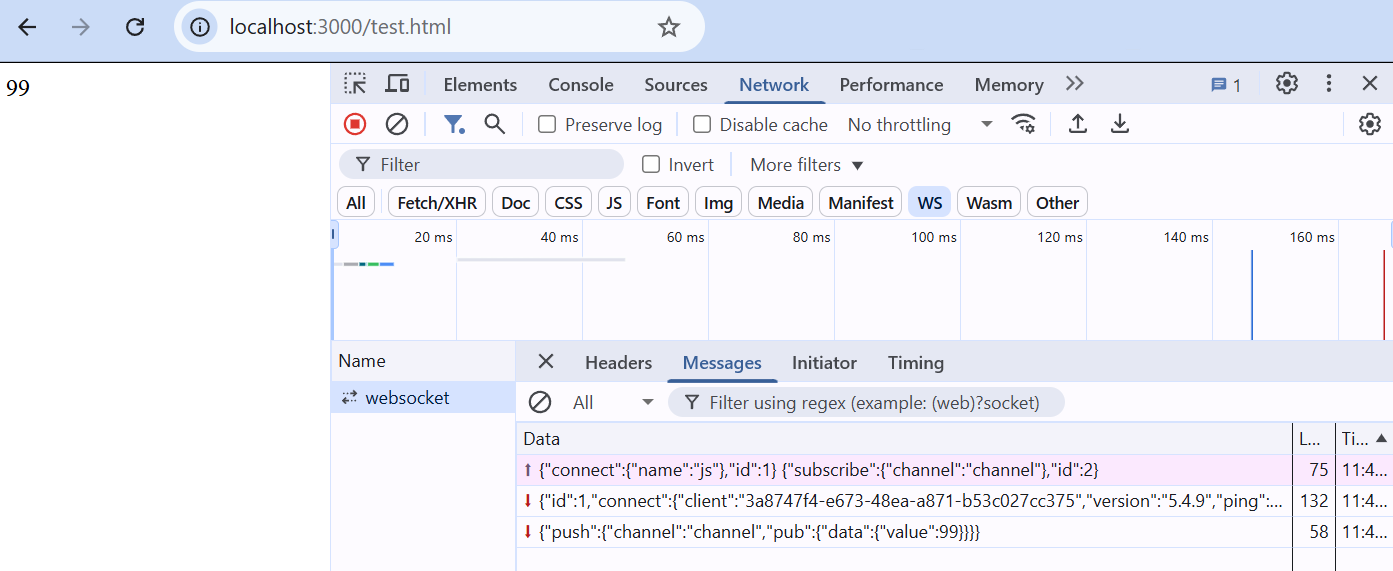 localhost:3000/test.html
99
Elements Console Sources Network Performance Memory 1
Preserve log Disable cache No throttling
Filter Invert More filters
All Fetch/XHR Doc CSS JS Font Img Media Manifest WS Wasm Other
20 ms 40 ms 60 ms 80 ms 100 ms 120 ms 140 ms 160 ms
Name Headers Messages Initiator Timing
websocket All Filter using regex (example: (web)?socket)
Data L... Ti...
{"connect":{"name":"js"},"id":1} {"subscribe":{"channel":"channel"},"id":2} 75 11:4...
{"id":1,"connect":{"client":"3a8747f4-e673-48ea-a871-b53c027cc375","version":"5.4.9","ping":... 132 11:4...
{"push":{"channel":"channel","pub":{"data":{"value":99}}}} 58 11:4...